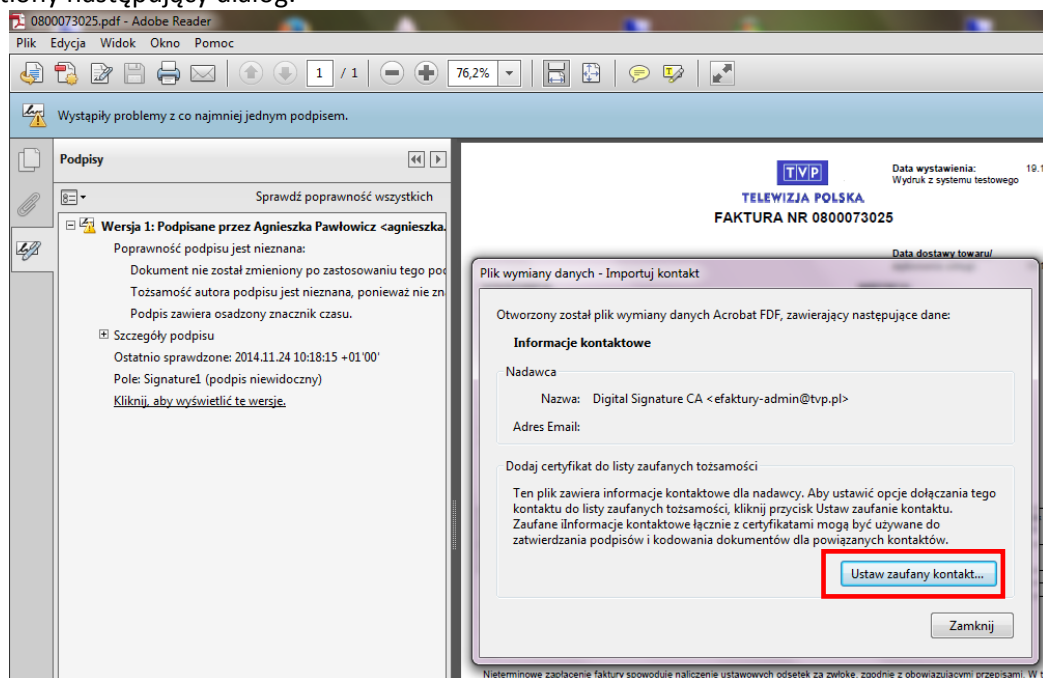 następujący dialog.
0800073025.pdf - Adobe Reader
Plik Edycja Widok Okno Pomoc
1 / 1 76,2%
Wystąpiły problemy z co najmniej jednym podpisem.
Podpisy
Sprawdź poprawność wszystkich
Wersja 1: Podpisane przez Agnieszka Pawłowicz <agnieszka.
Poprawność podpisu jest nieznana:
Dokument nie został zmieniony po zastosowaniu tego
Tożsamość autora podpisu jest nieznana, ponieważ nie
Podpis zawiera osadzony znacznik czasu.
Szczegóły podpisu
Ostatnio sprawdzone: 2014.11.24 10:18:15 +01'00'
Pole: Signature1 (podpis niewidoczny)
Kliknij, aby wyświetlić te wersje.
TVP
TELEWIZJA POLSKA
FAKTURA NR 0800073025
Data wystawienia: 19.1
Wydruk z systemu testowego
Data dostawy towaru/
Plik wymiany danych - Importuj kontakt
Otworzony został plik wymiany danych Acrobat FDF, zawierający następujące dane:
Informacje kontaktowe
Nadawca
Nazwa: Digital Signature CA <efaktury-admin@tvp.pl>
Adres Email:
Dodaj certyfikat do listy zaufanych tożsamości
Ten plik zawiera informacje kontaktowe dla nadawcy. Aby ustawić opcje dołączania tego
kontaktu do listy zaufanych tożsamości, kliknij przycisk Ustaw zaufanie kontaktu.
Zaufane iInformacje kontaktowe łącznie z certyfikatami mogą być używane do
zatwierdzania podpisów i kodowania dokumentów dla powiązanych kontaktów.
Ustaw zaufany kontakt...
Zamknij
Nieterminowe zapłacenie faktury spowoduje naliczenie ustawowych odsetek za zwłokę, zgodnie z obowiązującymi przepisami. W